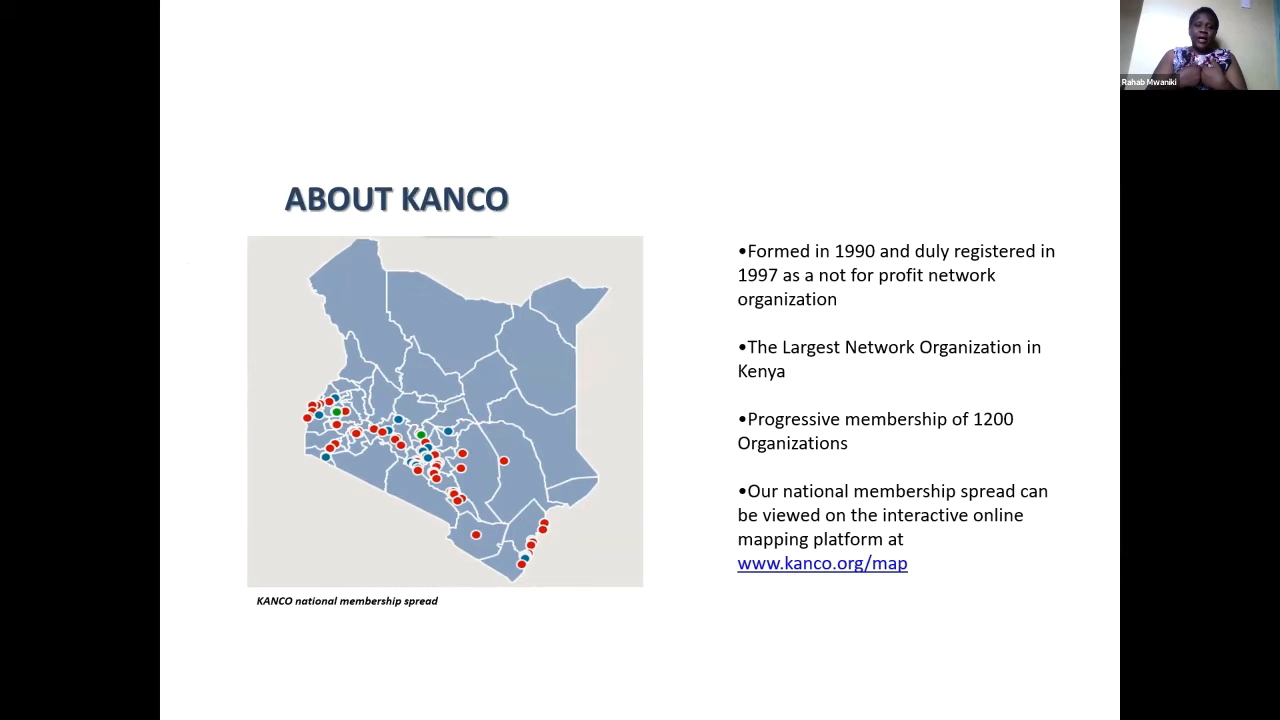 Rahab Mwaniki
ABOUT KANCO
•Formed in 1990 and duly registered in
1997 as a not for profit network
organization
•The Largest Network Organization in
Kenya
•Progressive membership of 1200
Organizations
•Our national membership spread can
be viewed on the interactive online
mapping platform at
www.kanco.org/map
KANCO national membership spread